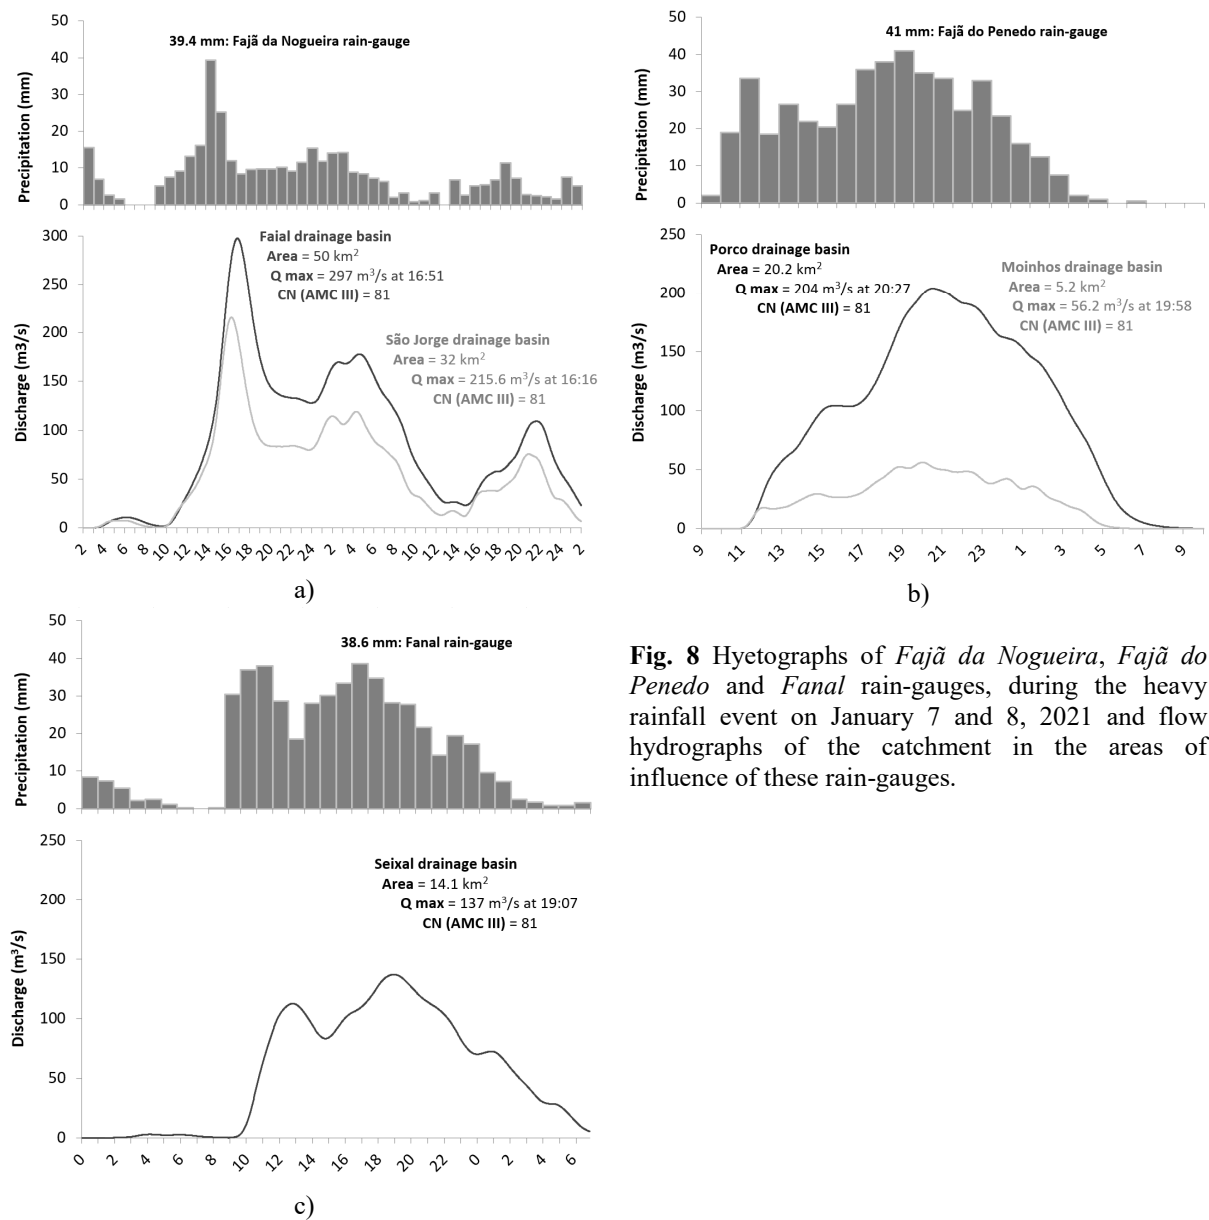 50
40
30
20
10
0
Precipitation (mm)
39.4 mm: Fajã da Nogueira rain-gauge
300
250
200
150
100
50
0
Discharge (m3/s)
Faial drainage basin
Area = 50 km²
Q max = 297 m³/s at 16:51
CN (AMC III) = 81
São Jorge drainage basin
Area = 32 km²
Q max = 215.6 m³/s at 16:16
CN (AMC III) = 81
2 4 6 8 10 12 14 16 18 20 22 24 2 4 6 8 10 12 14 16 18 20 22 24 2
a)
50
40
30
20
10
0
Precipitation (mm)
41 mm: Fajã do Penedo rain-gauge
250
200
150
100
50
0
Discharge (m3/s)
Porco drainage basin
Area = 20.2 km²
Q max = 204 m³/s at 20:27
CN (AMC III) = 81
Moinhos drainage basin
Area = 5.2 km²
Q max = 56.2 m³/s at 19:58
CN (AMC III) = 81
9 11 13 15 17 19 21 23 1 3 5 7 9
b)
50
40
30
20
10
0
Precipitation (mm)
38.6 mm: Fanal rain-gauge
250
200
150
100
50
0
Discharge (m³/s)
Seixal drainage basin
Area = 14.1 km²
Q max = 137 m³/s at 19:07
CN (AMC III) = 81
0 2 4 6 8 10 12 14 16 18 20 22 0 2 4 6
c)
Fig. 8 Hyetographs of Fajã da Nogueira, Fajã do
Penedo and Fanal rain-gauges, during the heavy
rainfall event on January 7 and 8, 2021 and flow
hydrographs of the catchment in the areas of
influence of these rain-gauges.